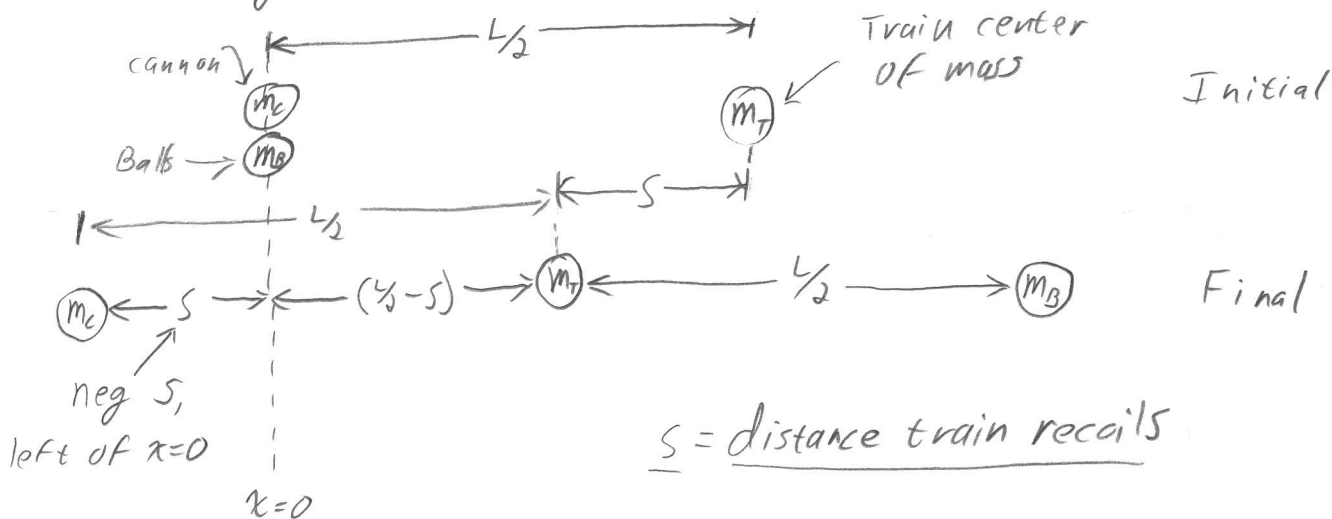 L/2
Train center
of mass
Initial
cannon
m_C
m_T
Balls
m_B
S
L/2
m_C
S
(L/2-S)
m_T
L/2
m_B
Final
neg S,
left of x=0
S = distance train recoils
x=0